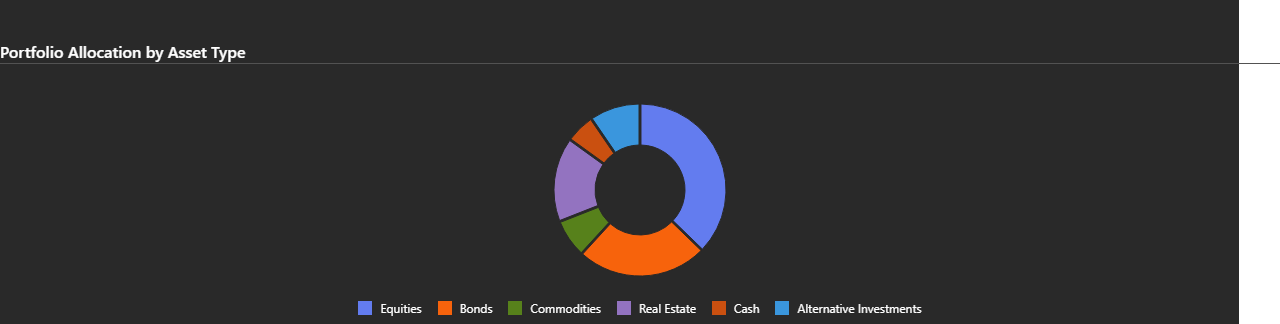 Portfolio Allocation by Asset Type
Equities Bonds Commodities Real Estate Cash Alternative Investments